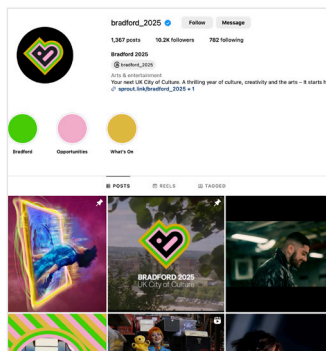 bradford_2025
Follow
Message
1,367 posts 10.2K followers 782 following
Bradford 2025
bradford_2025
Arts & entertainment
Your next UK City of Culture. A thrilling year of culture, creativity and the arts – it starts h
sprout.link/bradford_2025 + 1
Bradford Opportunities What's On
POSTS REELS TAGGED
BRADFORD 2025
UK City of Culture